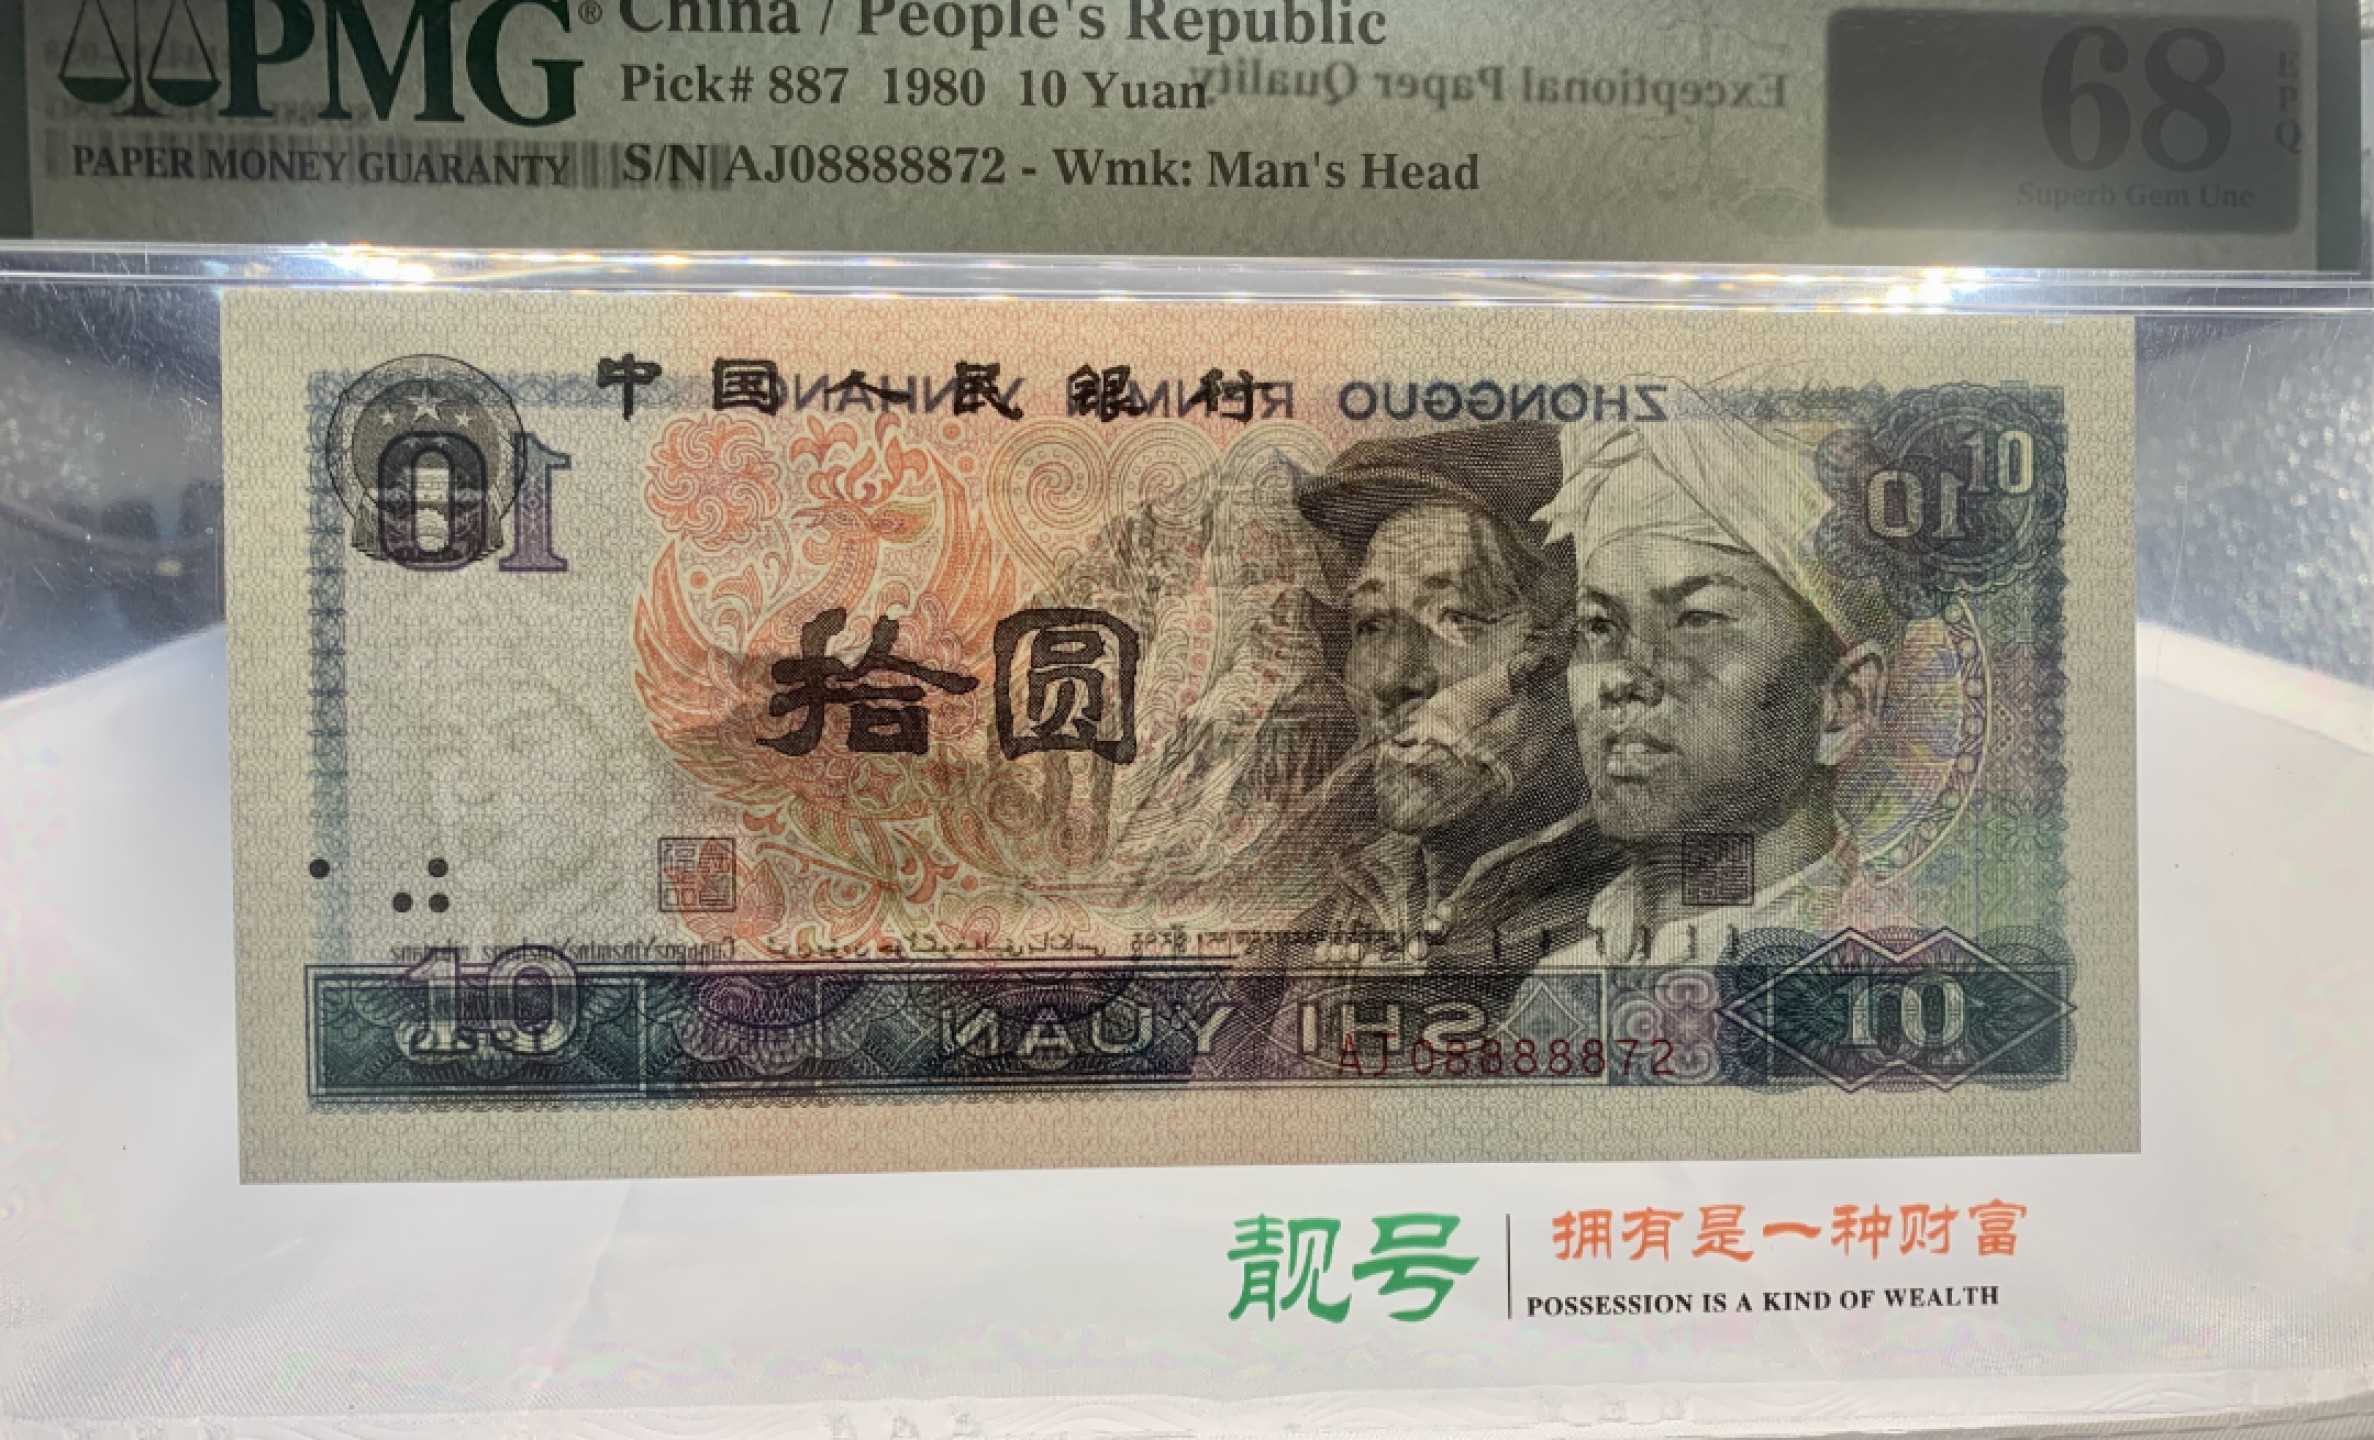 PMG® China / People's Republic
Pick# 887 1980 10 Yuan
Exceptional Paper Quality
PAPER MONEY GUARANTY S/N AJ08888872 - Wmk: Man's Head
68
EPQ
Superb Gem Unc
中国人民银行
ZHONGGUO RENMIN YINHANG
10
10
10
拾圆
10
10
SHI YUAN
1980
AJ08888872
靓号
拥有是一种财富
POSSESSION IS A KIND OF WEALTH